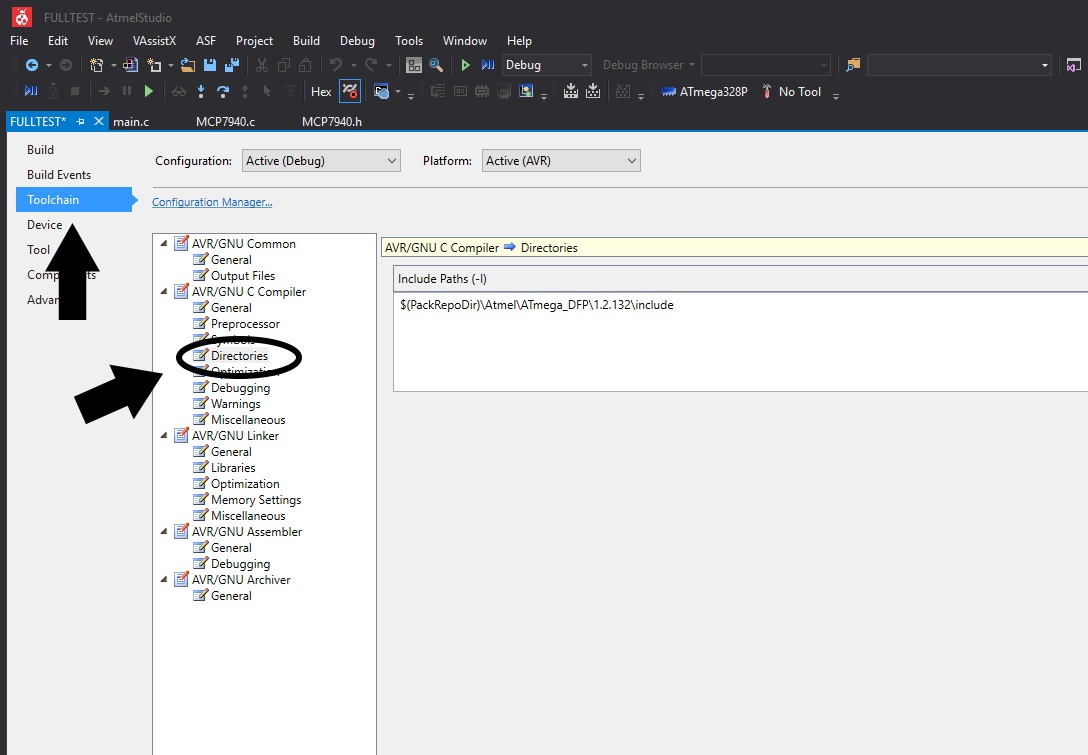 FULLTEST - AtmelStudio
File Edit View VAssistX ASF Project Build Debug Tools Window Help
Debug Debug Browser
Hex ATmega328P No Tool
FULLTEST* main.c MCP7940.c MCP7940.h
Build
Build Events
Toolchain
Device
Tool
Configuration: Active (Debug) Platform: Active (AVR)
Configuration Manager...
AVR/GNU Common
General
Output Files
AVR/GNU C Compiler
General
Preprocessor
Symbols
Directories
Optimization
Debugging
Warnings
Miscellaneous
AVR/GNU Linker
General
Libraries
Optimization
Memory Settings
Miscellaneous
AVR/GNU Assembler
General
Debugging
AVR/GNU Archiver
General
AVR/GNU C Compiler Directories
Include Paths (-I)
$(PackRepoDir)\Atmel\ATmega_DFP\1.2.132\include